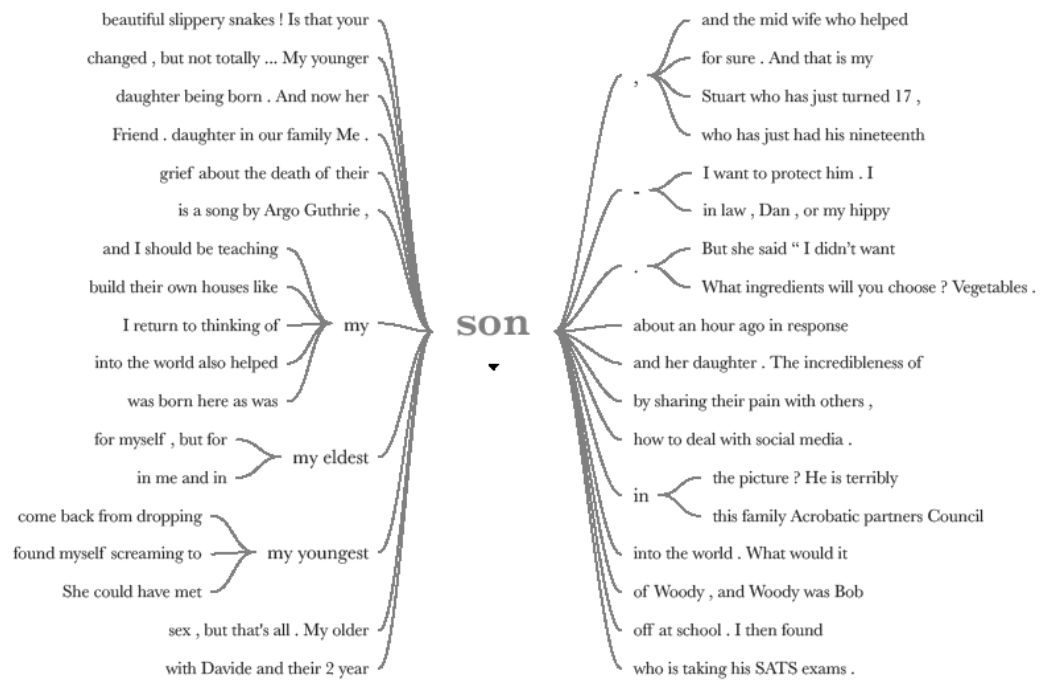 beautiful slippery snakes ! Is that your
changed , but not totally ... My younger
daughter being born . And now her
Friend . daughter in our family Me .
grief about the death of their
is a song by Argo Guthrie ,
and I should be teaching
build their own houses like
I return to thinking of
into the world also helped
was born here as was
my
for myself , but for
in me and in
my eldest
come back from dropping
found myself screaming to
She could have met
my youngest
sex , but that's all . My older
with Davide and their 2 year
son
,
and the mid wife who helped
for sure . And that is my
Stuart who has just turned 17 ,
who has just had his nineteenth
-
I want to protect him . I
in law , Dan , or my hippy
.
But she said “ I didn’t want
What ingredients will you choose ? Vegetables .
about an hour ago in response
and her daughter . The incredibleness of
by sharing their pain with others ,
how to deal with social media .
in
the picture ? He is terribly
this family Acrobatic partners Council
into the world . What would it
of Woody , and Woody was Bob
off at school . I then found
who is taking his SATS exams .